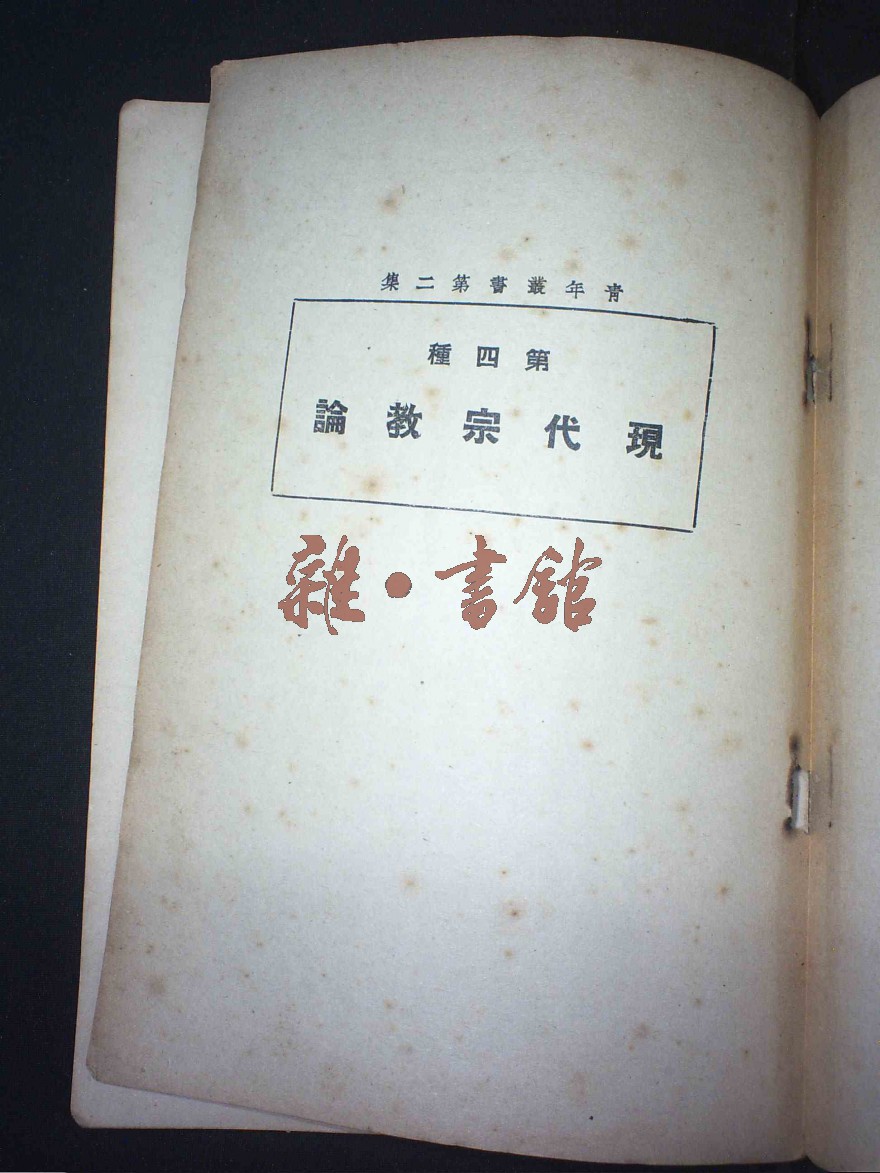 青年叢書第二集
第四種
現代宗教論
雜·書館